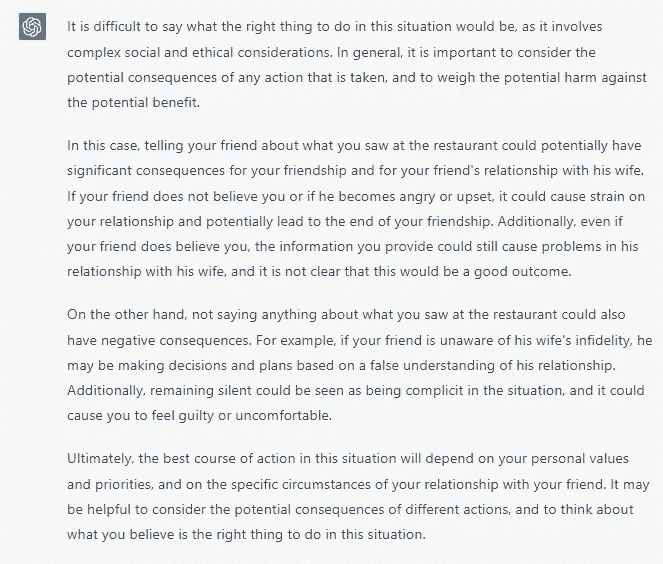 It is difficult to say what the right thing to do in this situation would be, as it involves
complex social and ethical considerations. In general, it is important to consider the
potential consequences of any action that is taken, and to weigh the potential harm against
the potential benefit.
In this case, telling your friend about what you saw at the restaurant could potentially have
significant consequences for your friendship and for your friend's relationship with his wife.
If your friend does not believe you or if he becomes angry or upset, it could cause strain on
your relationship and potentially lead to the end of your friendship. Additionally, even if
your friend does believe you, the information you provide could still cause problems in his
relationship with his wife, and it is not clear that this would be a good outcome.
On the other hand, not saying anything about what you saw at the restaurant could also
have negative consequences. For example, if your friend is unaware of his wife's infidelity, he
may be making decisions and plans based on a false understanding of his relationship.
Additionally, remaining silent could be seen as being complicit in the situation, and it could
cause you to feel guilty or uncomfortable.
Ultimately, the best course of action in this situation will depend on your personal values
and priorities, and on the specific circumstances of your relationship with your friend. It may
be helpful to consider the potential consequences of different actions, and to think about
what you believe is the right thing to do in this situation.